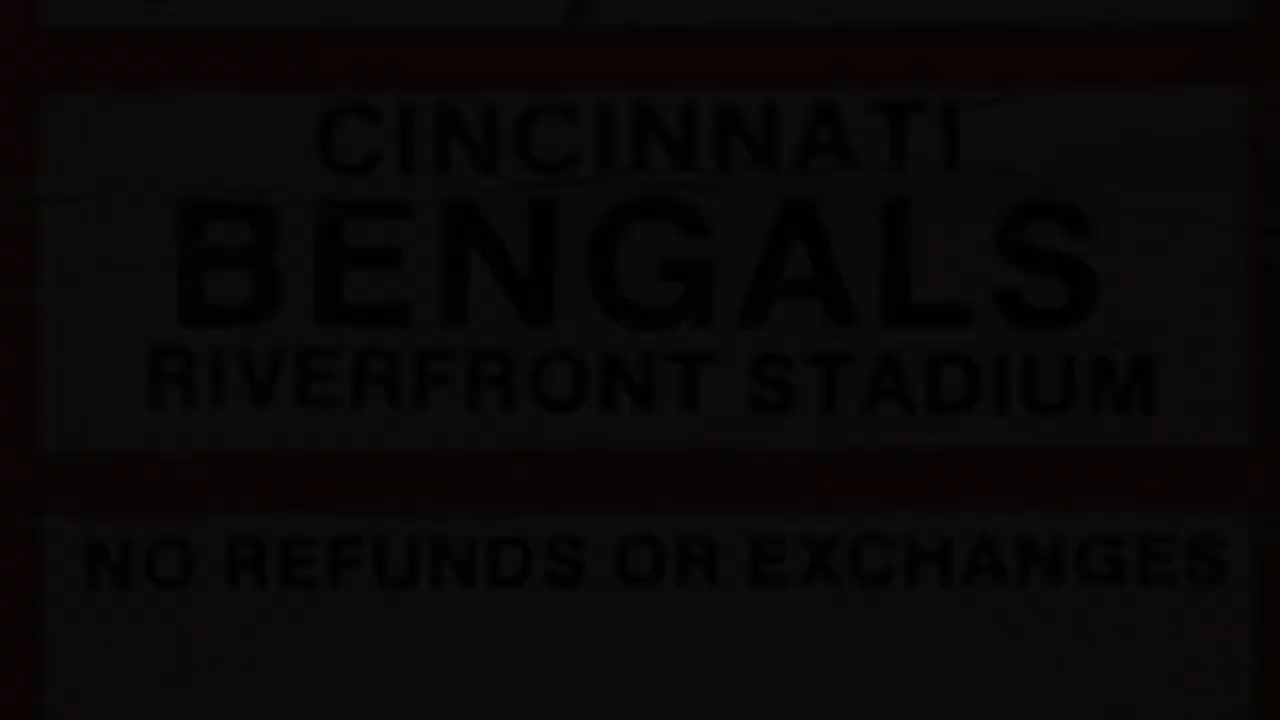 CINCINNATI
BENGALS
RIVERFRONT STADIUM
NO REFUNDS OR EXCHANGES